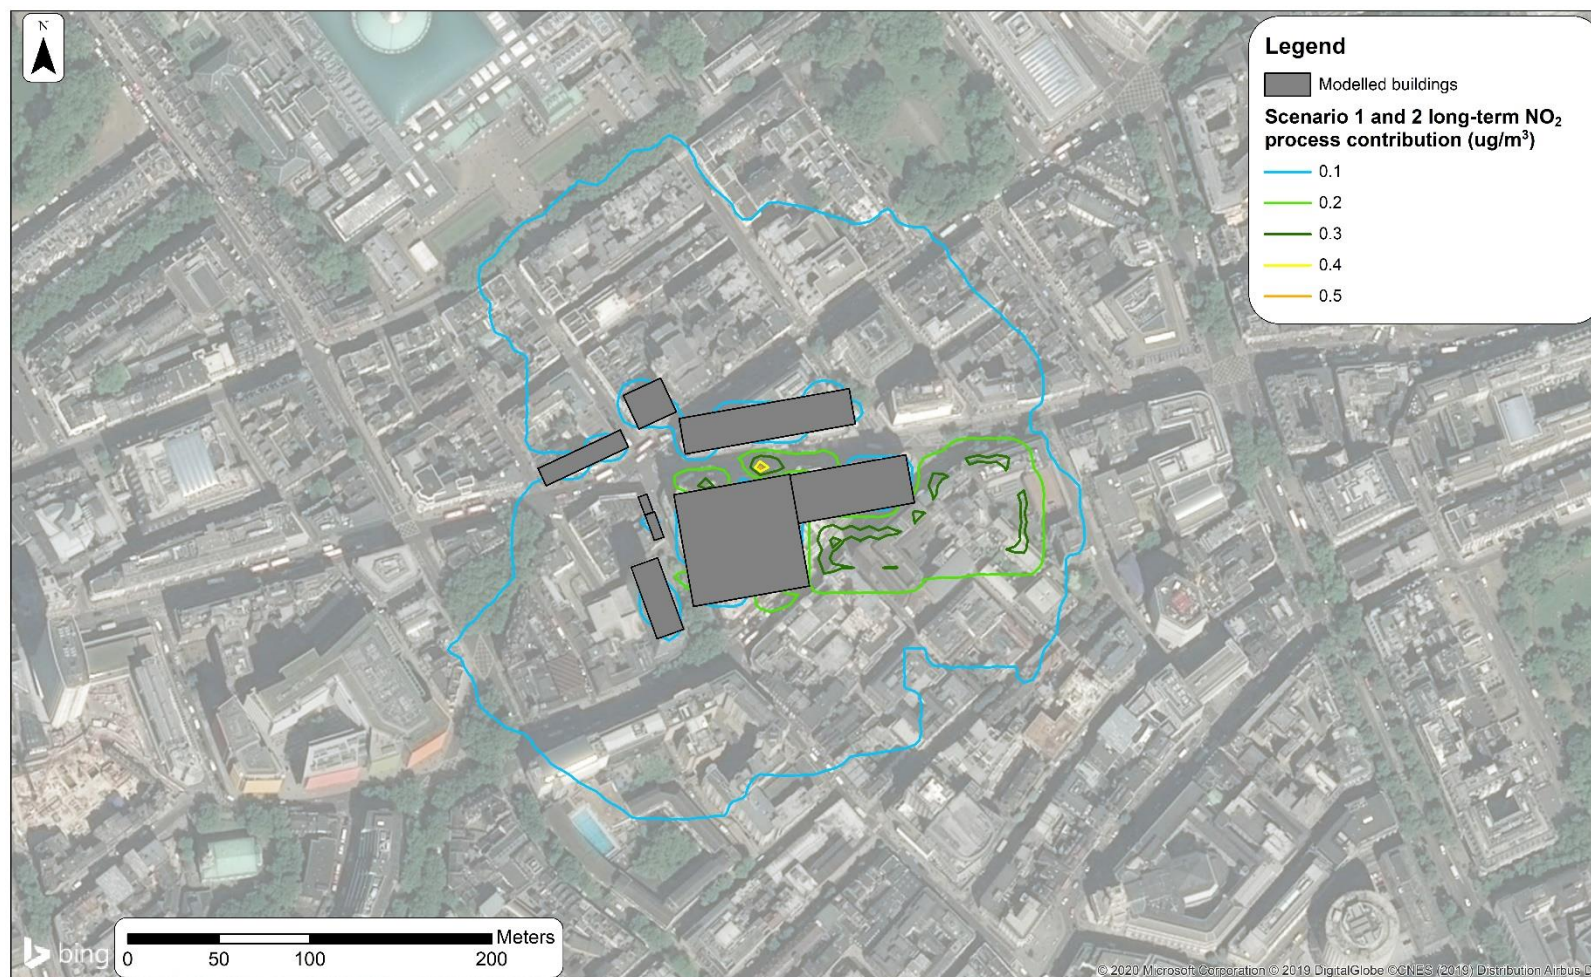 N
Legend
Modelled buildings
Scenario 1 and 2 long-term NO₂
process contribution (ug/m³)
0.1
0.2
0.3
0.4
0.5
bing
Meters
0 50 100 200
© 2020 Microsoft Corporation © 2019 DigitalGlobe ©CNES (2019) Distribution Airbus